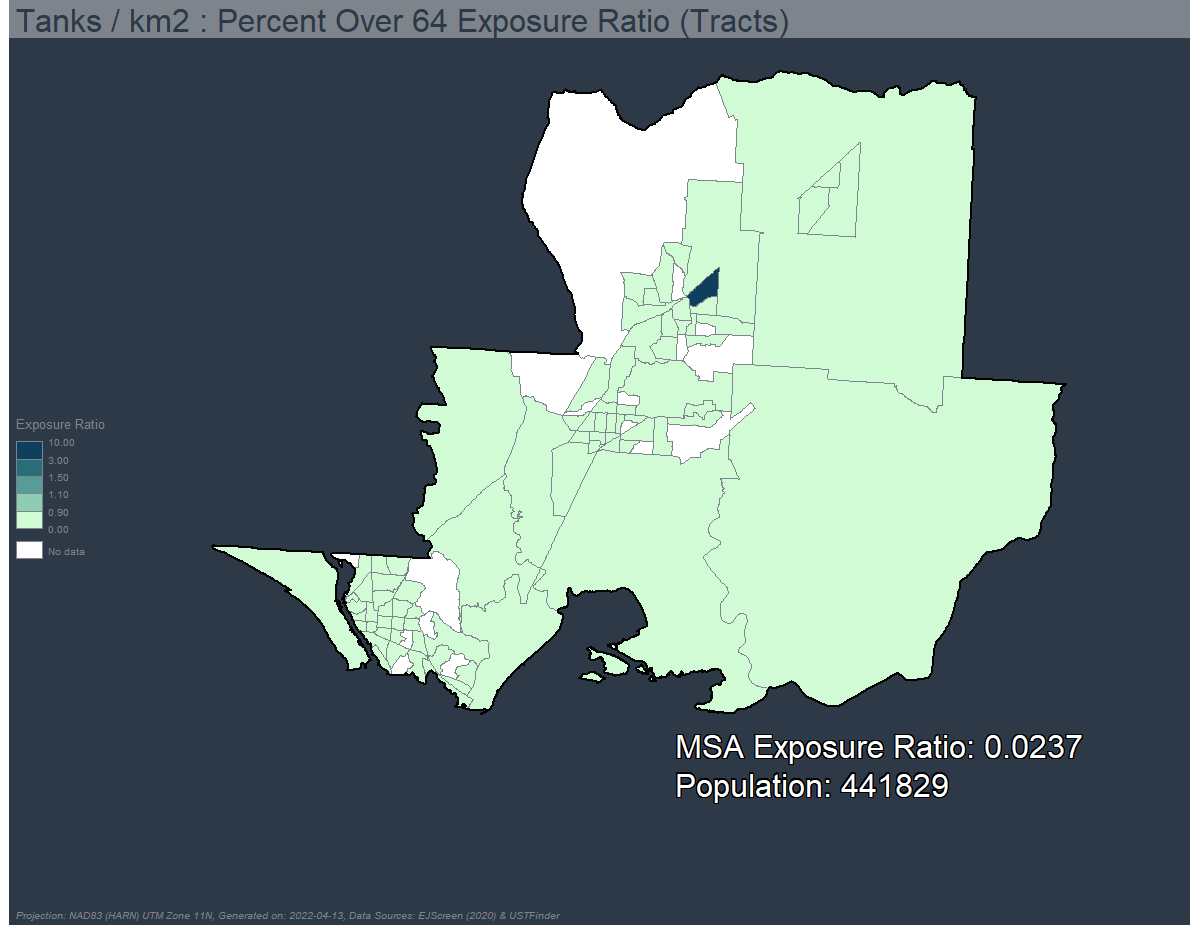 Tanks / km2 : Percent Over 64 Exposure Ratio (Tracts)
Exposure Ratio
10.00
3.00
1.50
1.10
0.90
0.00
No data
MSA Exposure Ratio: 0.0237
Population: 441829
Projection: NAD83 (HARN) UTM Zone 11N, Generated on: 2022-04-13, Data Sources: EJScreen (2020) & USTFinder